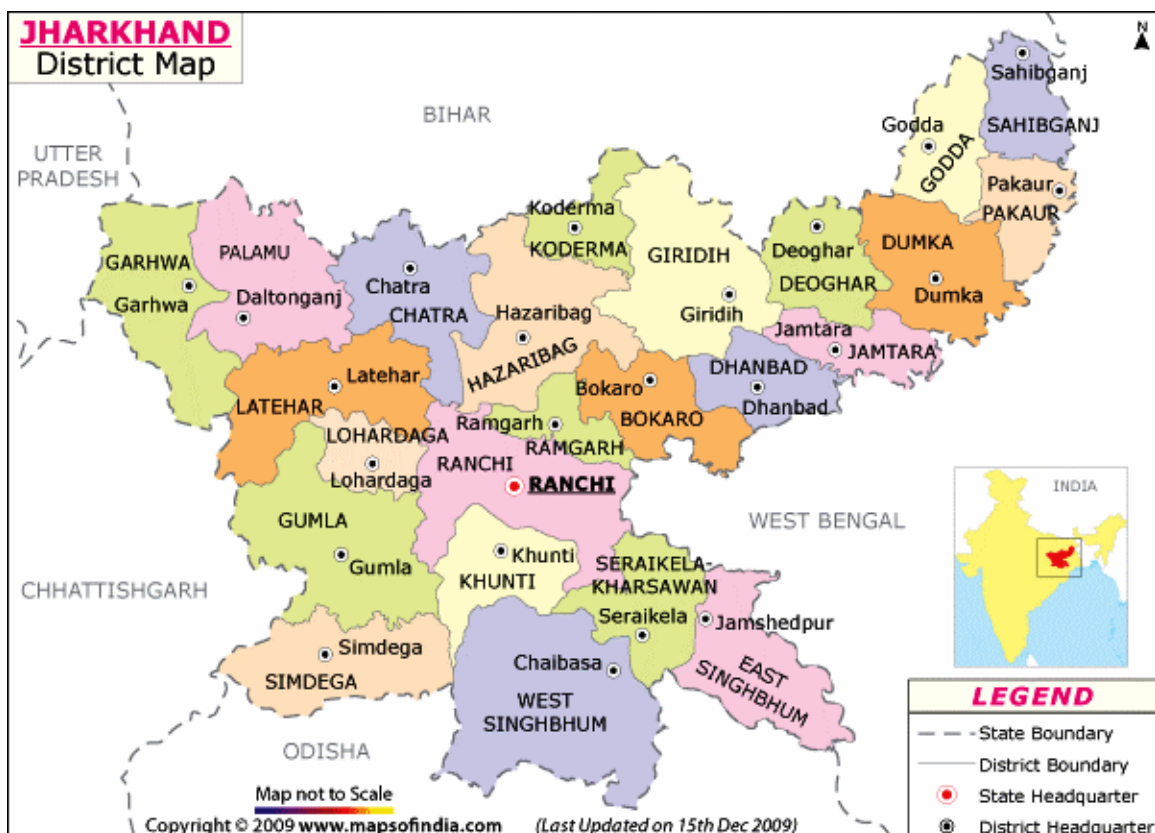 JHARKHAND
District Map
N
BIHAR
UTTER
PRADESH
Sahibganj
SAHIBGANJ
Godda
GODDA
Pakaur
PAKAUR
Koderma
KODERMA
GIRIDIH
Giridih
Deoghar
DEOGHAR
DUMKA
Dumka
GARHWA
Garhwa
PALAMU
Daltonganj
Chatra
CHATRA
Hazaribag
HAZARIBAG
Jamtara
JAMTARA
Latehar
LATEHAR
Bokaro
BOKARO
DHANBAD
Dhanbad
LOHARDAGA
Lohardaga
Ramgarh
RAMGARH
RANCHI
RANCHI
GUMLA
Gumla
Khunti
KHUNTI
SERAIKELA-
KHARSAWAN
Seraikela
WEST BENGAL
INDIA
CHHATTISHGARH
Simdega
SIMDEGA
Chaibasa
WEST
SINGHBHUM
Jamshedpur
EAST
SINGHBHUM
ODISHA
LEGEND
State Boundary
District Boundary
State Headquarter
District Headquarter
Map not to Scale
Copyright © 2009 www.mapsofindia.com (Last Updated on 15th Dec 2009)